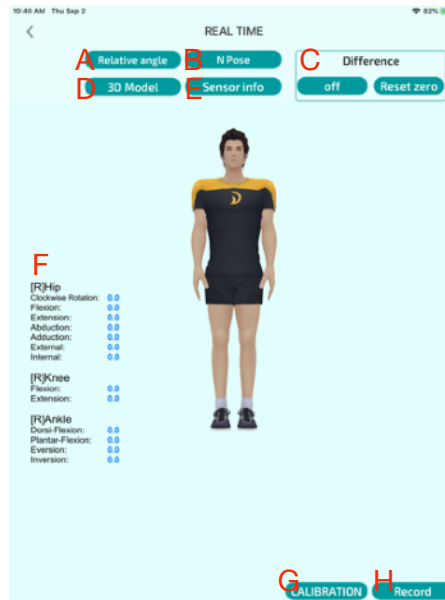 10:40 AM Thu Sep 2
92%
REAL TIME
A Relative angle
B N Pose
C Difference
D 3D Model
E Sensor info
off
Reset zero
F
[R]Hip
Clockwise Rotation: 0.0
Flexion: 0.0
Extension: 0.0
Abduction: 0.0
Adduction: 0.0
External: 0.0
Internal: 0.0
[R]Knee
Flexion: 0.0
Extension: 0.0
[R]Ankle
Dorsi-Flexion: 0.0
Plantar-Flexion: 0.0
Eversion: 0.0
Inversion: 0.0
G CALIBRATION
H Record